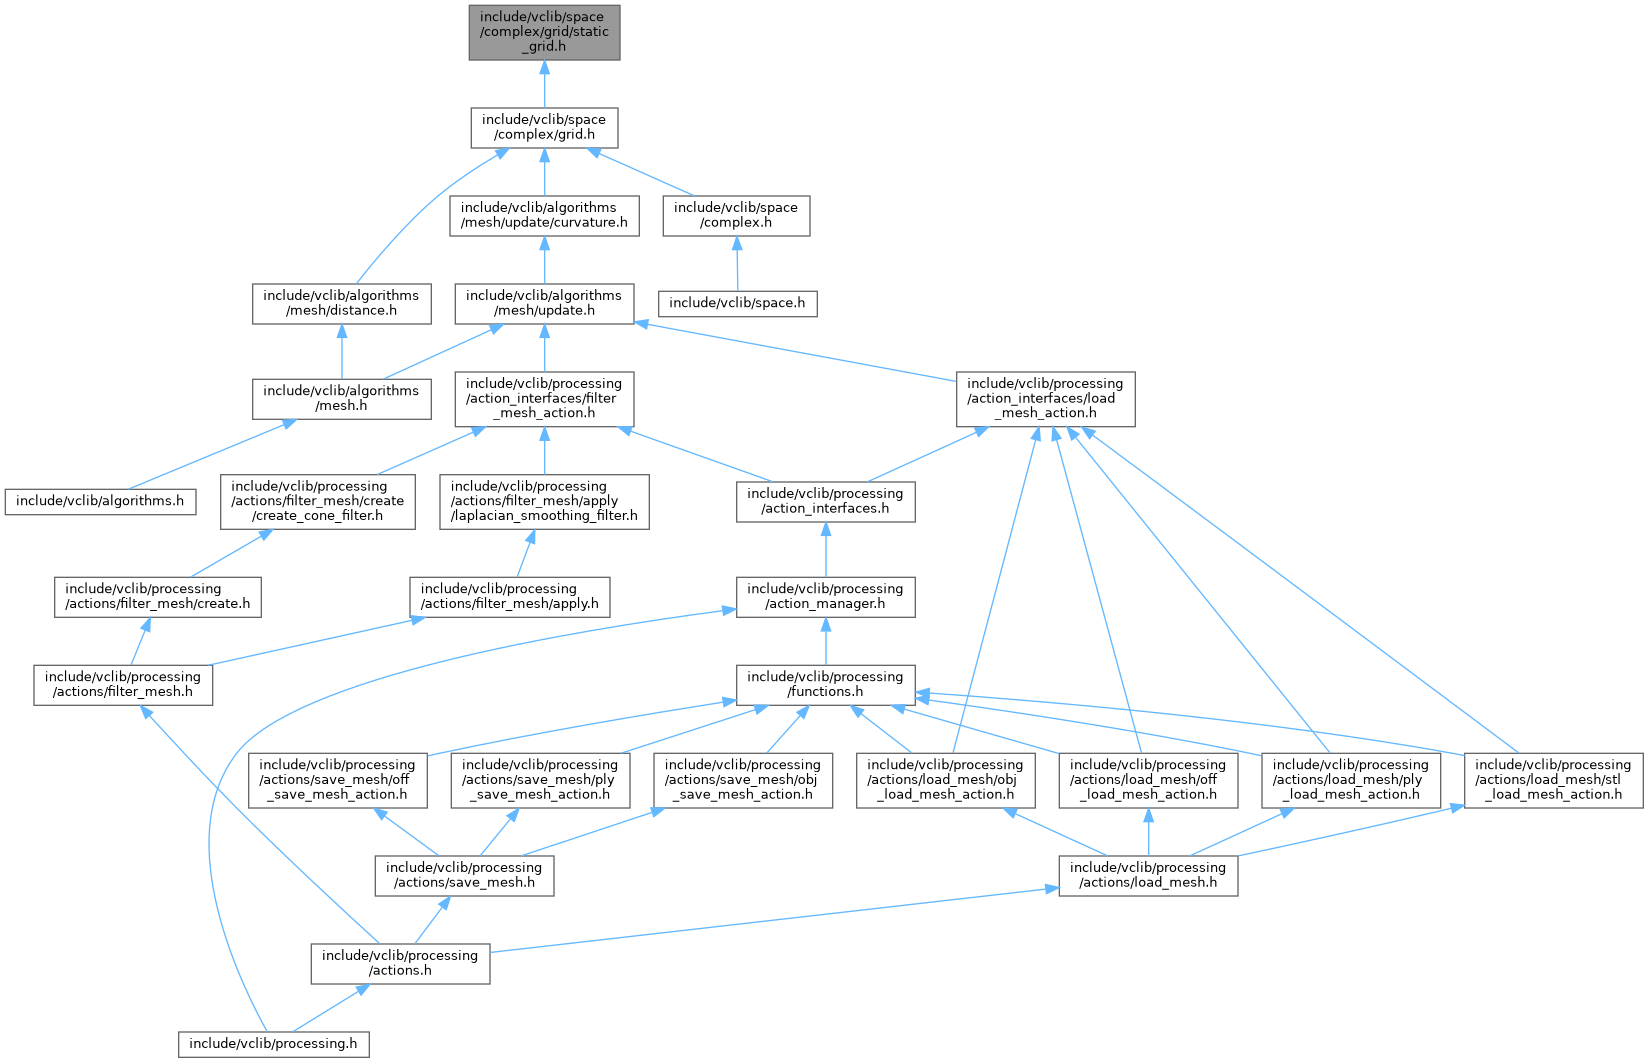 include/vclib/space
/complex/grid/static
_grid.h
include/vclib/space
/complex/grid.h
include/vclib/algorithms
/mesh/update/curvature.h
include/vclib/space
/complex.h
include/vclib/algorithms
/mesh/distance.h
include/vclib/algorithms
/mesh/update.h
include/vclib/space.h
include/vclib/algorithms
/mesh.h
include/vclib/processing
/action_interfaces/filter
_mesh_action.h
include/vclib/processing
/action_interfaces/load
_mesh_action.h
include/vclib/algorithms.h
include/vclib/processing
/actions/filter_mesh/create
/create_cone_filter.h
include/vclib/processing
/actions/filter_mesh/apply
/laplacian_smoothing_filter.h
include/vclib/processing
/action_interfaces.h
include/vclib/processing
/actions/filter_mesh/create.h
include/vclib/processing
/actions/filter_mesh/apply.h
include/vclib/processing
/action_manager.h
include/vclib/processing
/actions/filter_mesh.h
include/vclib/processing
/functions.h
include/vclib/processing
/actions/save_mesh/off
_save_mesh_action.h
include/vclib/processing
/actions/save_mesh/ply
_save_mesh_action.h
include/vclib/processing
/actions/save_mesh/obj
_save_mesh_action.h
include/vclib/processing
/actions/load_mesh/obj
_load_mesh_action.h
include/vclib/processing
/actions/load_mesh/off
_load_mesh_action.h
include/vclib/processing
/actions/load_mesh/ply
_load_mesh_action.h
include/vclib/processing
/actions/load_mesh/stl
_load_mesh_action.h
include/vclib/processing
/actions/save_mesh.h
include/vclib/processing
/actions/load_mesh.h
include/vclib/processing
/actions.h
include/vclib/processing.h